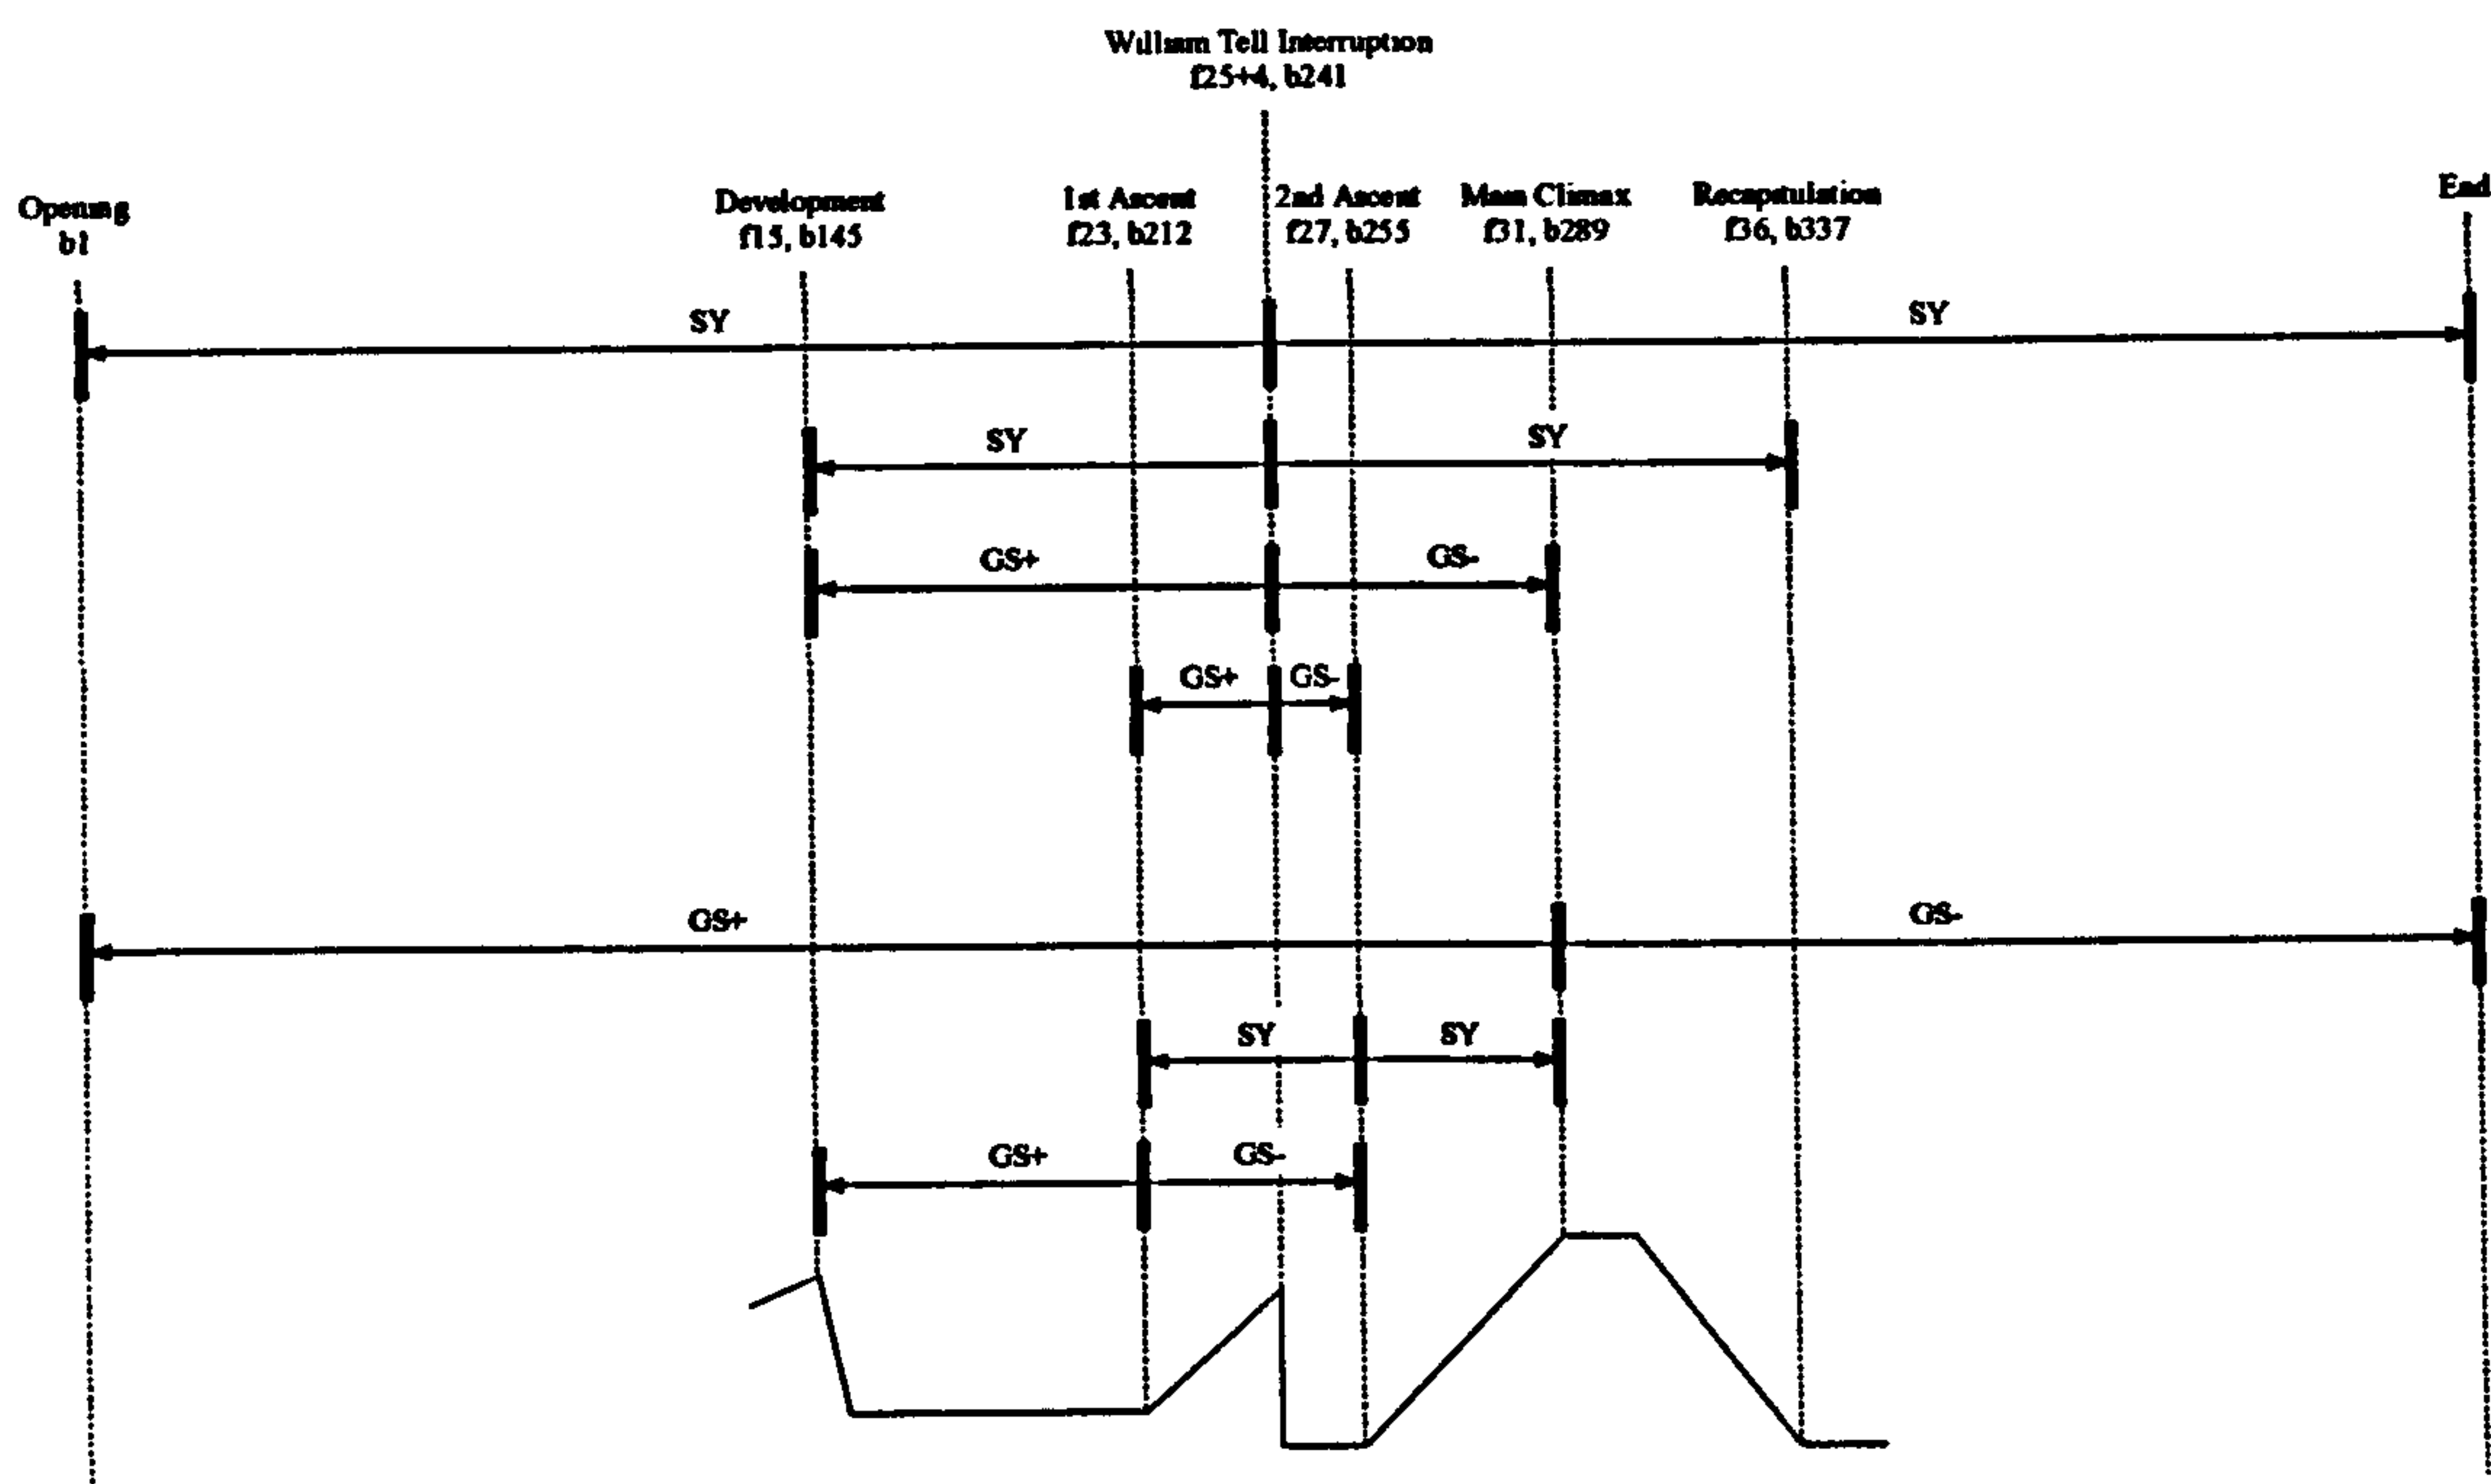 William Tell Interruption
f25+4, b241
Opening
b1
Development
f15, b145
1st Ascent
f23, b212
2nd Ascent
f27, b255
Main Climax
f31, b289
Recapitulation
f36, b337
End
SY
SY
SY
SY
GS+
GS-
GS+
GS-
GS+
GS-
SY
SY
GS+
GS-